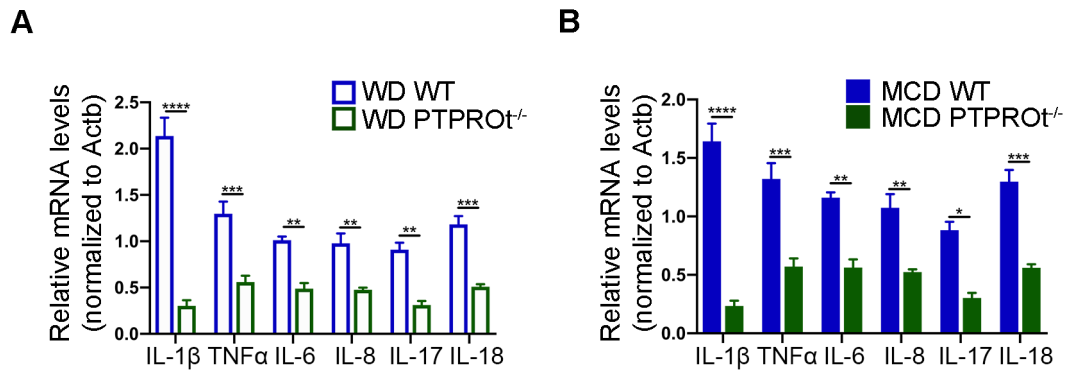 A
Relative mRNA levels
(normalized to Actb)
2.5
2.0
1.5
1.0
0.5
0.0
WD WT
WD PTPROt-/-
****
***
**
**
**
***
IL-1β TNFα IL-6 IL-8 IL-17 IL-18
B
Relative mRNA levels
(normalized to Actb)
2.0
1.5
1.0
0.5
0.0
MCD WT
MCD PTPROt-/-
****
***
**
**
*
***
IL-1β TNFα IL-6 IL-8 IL-17 IL-18